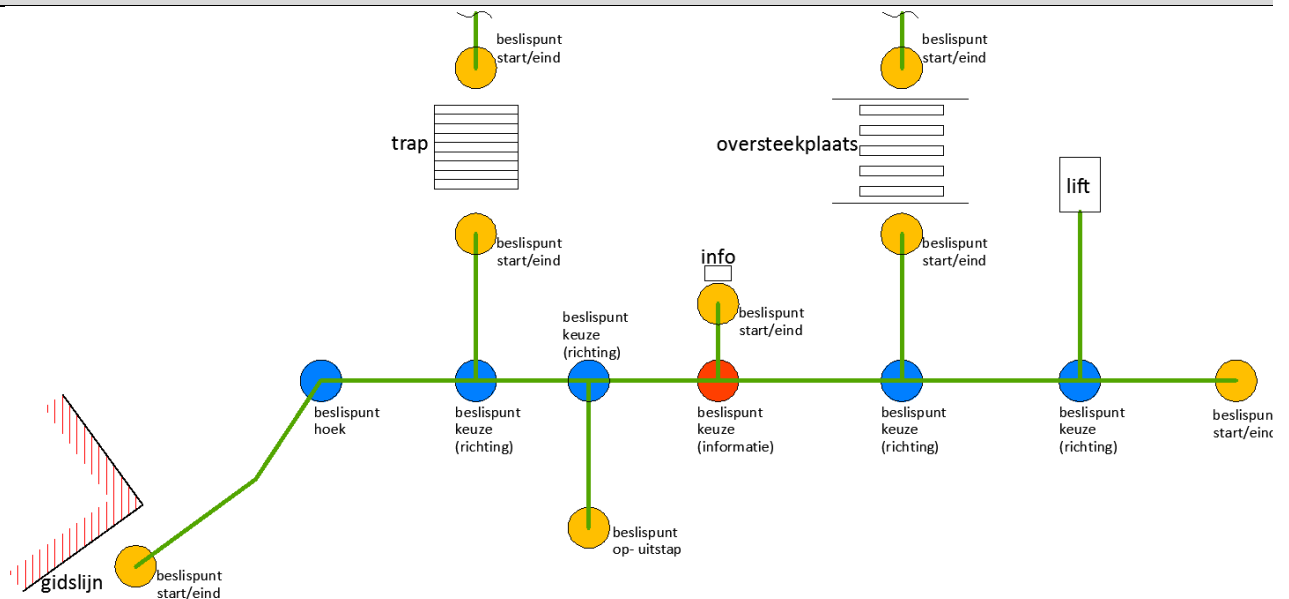 beslispunt
start/eind
beslispunt
start/eind
trap
oversteekplaats
lift
beslispunt
start/eind
beslispunt
start/eind
info
beslispunt
start/eind
beslispunt
keuze
(richting)
beslispunt
hoek
beslispunt
keuze
(richting)
beslispunt
keuze
(informatie)
beslispunt
keuze
(richting)
beslispunt
keuze
(richting)
beslispun
start/eind
beslispunt
op- uitstap
gidslijn
beslispunt
start/eind